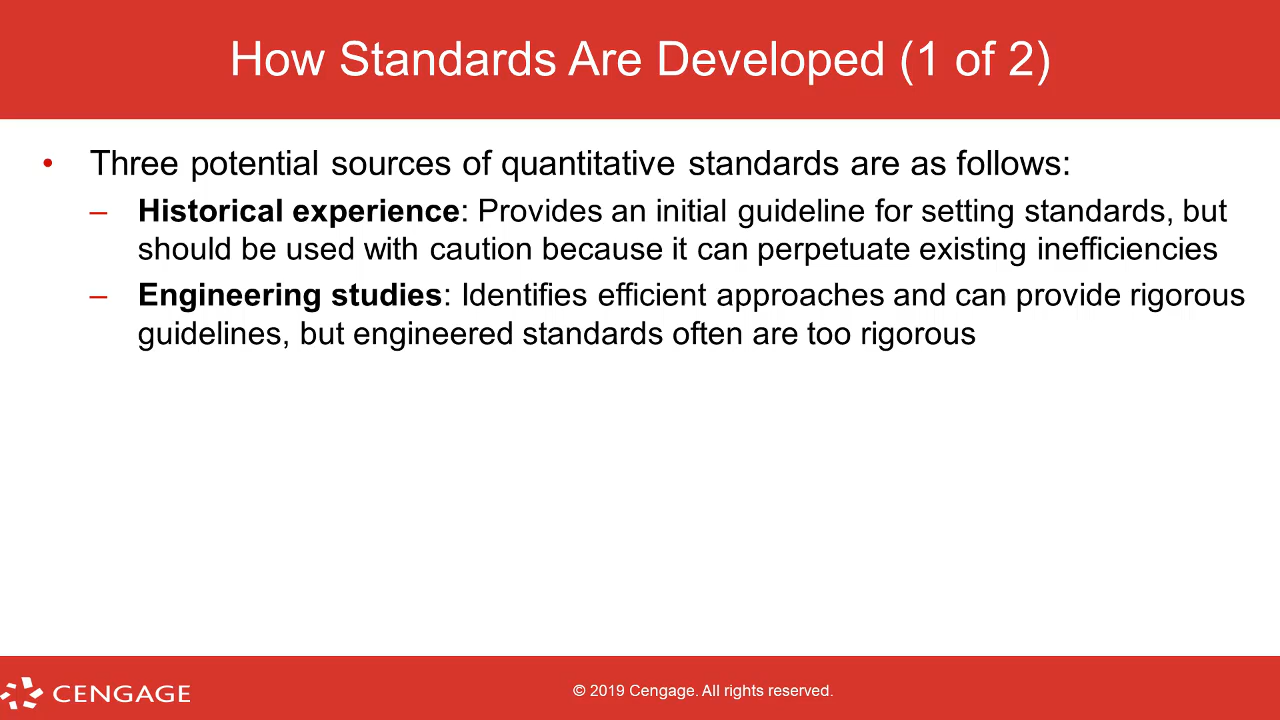 How Standards Are Developed (1 of 2)
• Three potential sources of quantitative standards are as follows:
– Historical experience: Provides an initial guideline for setting standards, but
should be used with caution because it can perpetuate existing inefficiencies
– Engineering studies: Identifies efficient approaches and can provide rigorous
guidelines, but engineered standards often are too rigorous
CENGAGE
© 2019 Cengage. All rights reserved.